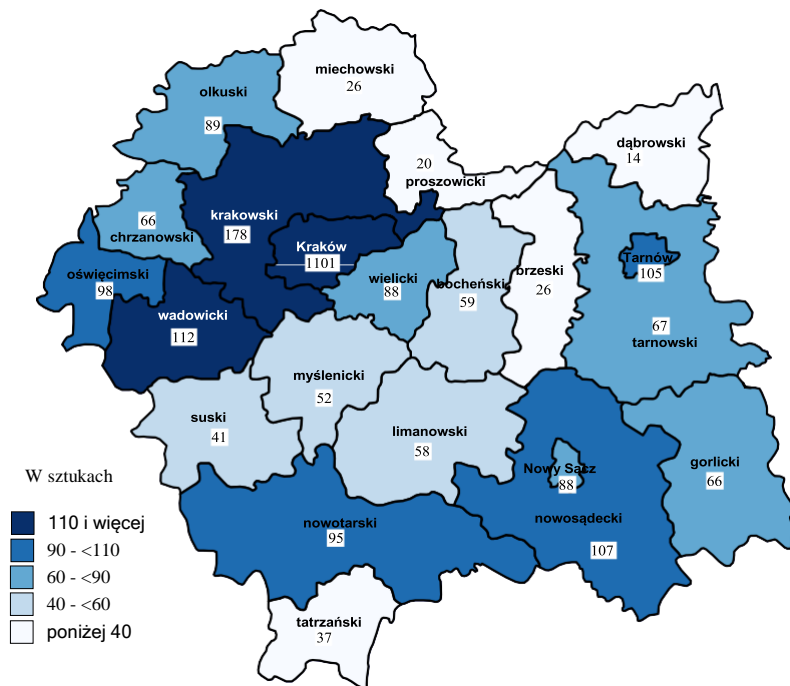 miechowski
26
olkuski
89
dąbrowski
14
20
proszowicki
66
chrzanowski
krakowski
178
Kraków
1101
oświęcimski
98
wielicki
88
bocheński
59
brzeski
26
Tarnów
105
wadowicki
112
67
tarnowski
myślenicki
52
suski
41
limanowski
58
Nowy Sącz
88
gorlicki
66
nowosądecki
107
nowotarski
95
tatrzański
37
W sztukach
110 i więcej
90 - <110
60 - <90
40 - <60
poniżej 40